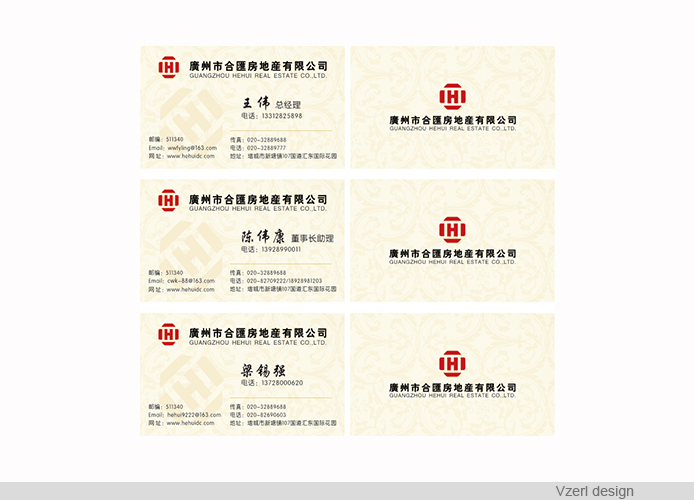 廣州市合匯房地産有限公司
GUANGZHOU HEHUI REAL ESTATE CO.,LTD.
王伟 总经理
电话：13312825898
邮编：511340
Email：wwfyling@163.com
网址：www.hehuidc.com
传真：020-32889688
电话：020-32889777
地址：增城市新塘镇107国道汇东国际花园
廣州市合匯房地産有限公司
GUANGZHOU HEHUI REAL ESTATE CO.,LTD.
廣州市合匯房地産有限公司
GUANGZHOU HEHUI REAL ESTATE CO.,LTD.
陈伟康 董事长助理
电话：13928990011
邮编：511340
Email：cwk-88@163.com
网址：www.hehuidc.com
传真：020-32889688
电话：020-82709222/18928981203
地址：增城市新塘镇107国道汇东国际花园
廣州市合匯房地産有限公司
GUANGZHOU HEHUI REAL ESTATE CO.,LTD.
廣州市合匯房地産有限公司
GUANGZHOU HEHUI REAL ESTATE CO.,LTD.
梁锡强
电话：13728000620
邮编：511340
Email：hehui9222@163.com
网址：www.hehuidc.com
传真：020-32889688
电话：020-82690603
地址：增城市新塘镇107国道汇东国际花园
廣州市合匯房地産有限公司
GUANGZHOU HEHUI REAL ESTATE CO.,LTD.
Vzerl design